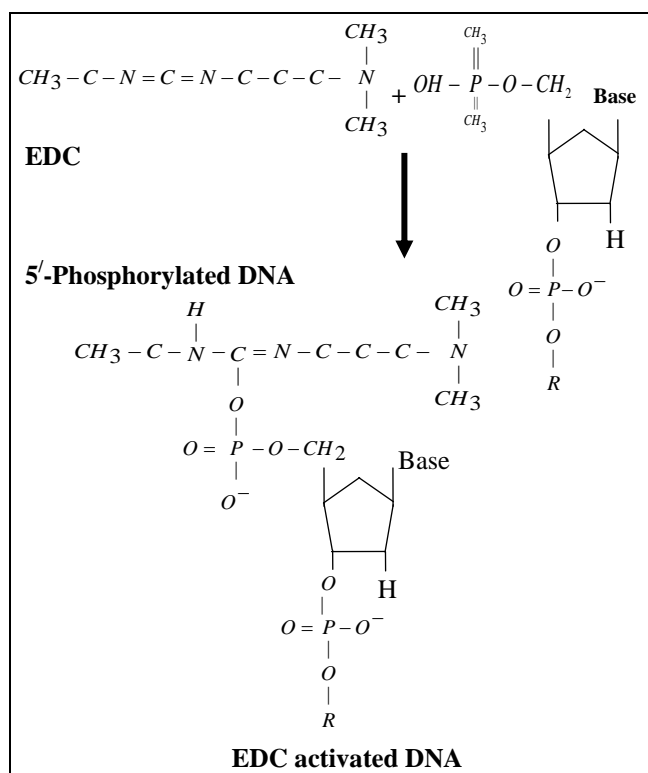 CH3
CH3 – C – N = C = N – C – C – C – N
CH3
EDC
+
CH3
OH – P – O – CH2 Base
CH3
H
O
O = P – O–
O
R
5/-Phosphorylated DNA
H
CH3
CH3 – C – N – C = N – C – C – C – N
CH3
O
O = P – O – CH2 Base
O–
H
O
O = P – O–
O
R
EDC activated DNA